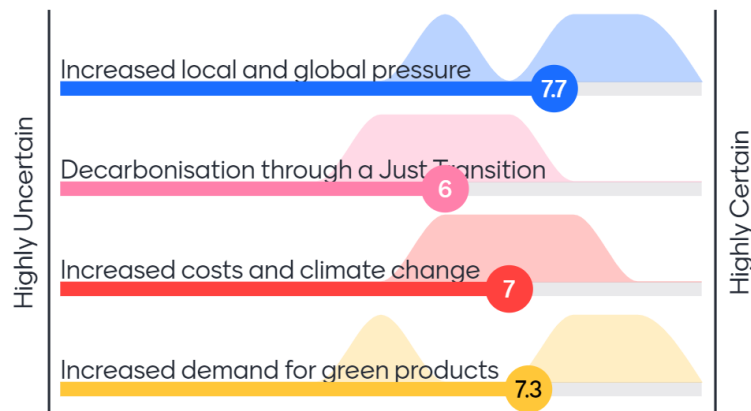 Highly Uncertain
Increased local and global pressure
7.7
Decarbonisation through a Just Transition
6
Increased costs and climate change
7
Increased demand for green products
7.3
Highly Certain